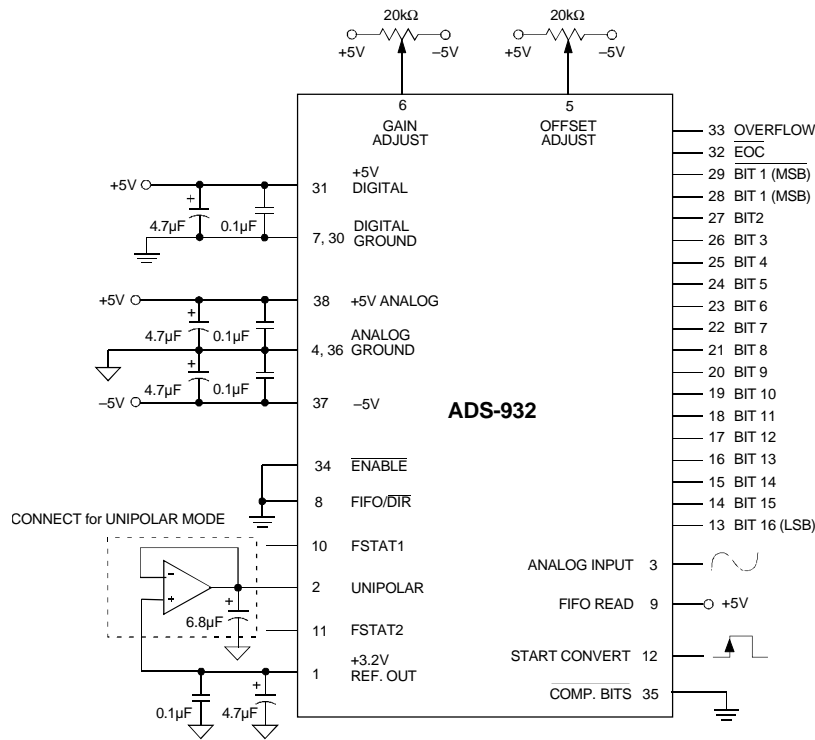 20kΩ
+5V
–5V
20kΩ
+5V
–5V
6
GAIN
ADJUST
5
OFFSET
ADJUST
+5V
+
4.7µF
0.1µF
31
+5V
DIGITAL
7, 30
DIGITAL
GROUND
+5V
+
4.7µF
0.1µF
38
+5V ANALOG
4, 36
ANALOG
GROUND
+
4.7µF
0.1µF
–5V
37
–5V
ADS-932
34
ENABLE
8
FIFO/DIR
CONNECT for UNIPOLAR MODE
–
+
+
6.8µF
10
FSTAT1
2
UNIPOLAR
11
FSTAT2
1
+3.2V
REF. OUT
0.1µF
+
4.7µF
33 OVERFLOW
32 EOC
29 BIT 1 (MSB)
28 BIT 1 (MSB)
27 BIT2
26 BIT 3
25 BIT 4
24 BIT 5
23 BIT 6
22 BIT 7
21 BIT 8
20 BIT 9
19 BIT 10
18 BIT 11
17 BIT 12
16 BIT 13
15 BIT 14
14 BIT 15
13 BIT 16 (LSB)
ANALOG INPUT 3
FIFO READ 9
+5V
START CONVERT 12
COMP. BITS 35